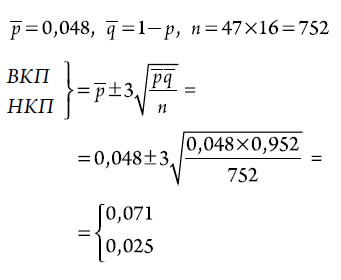 p̅ = 0,048, q̅ = 1−p, n = 47×16 = 752
ВКП
НКП } = p̅ ± 3√(p̅q̅/n) =
= 0,048 ± 3√(0,048×0,952/752) =
= { 0,071
0,025